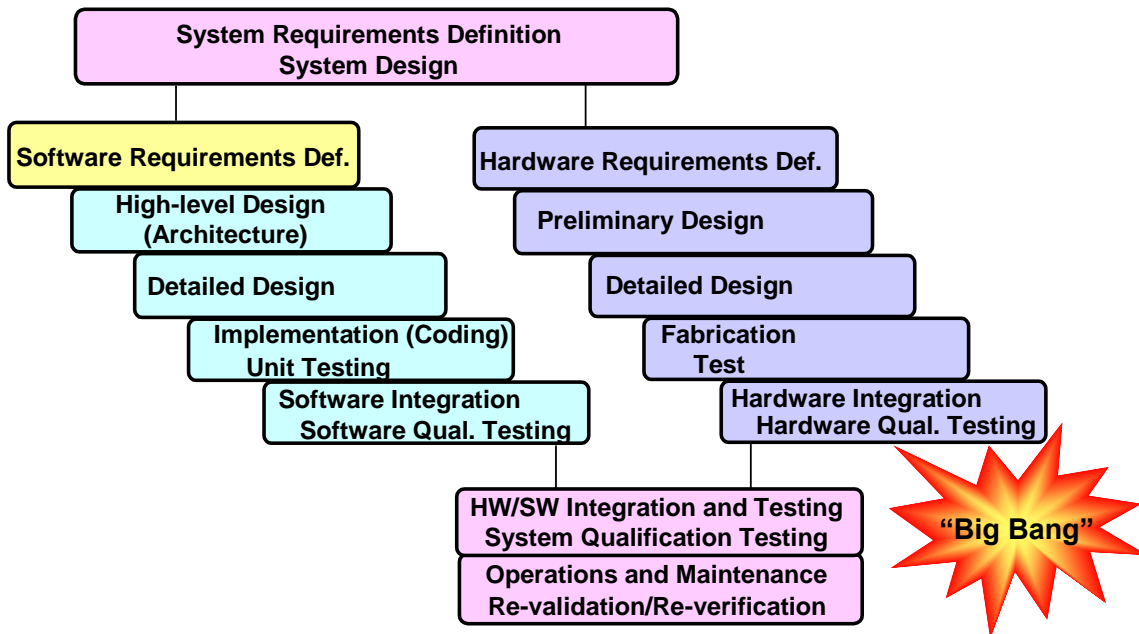 System Requirements Definition
System Design
Software Requirements Def.
High-level Design
(Architecture)
Detailed Design
Implementation (Coding)
Unit Testing
Software Integration
Software Qual. Testing
Hardware Requirements Def.
Preliminary Design
Detailed Design
Fabrication
Test
Hardware Integration
Hardware Qual. Testing
HW/SW Integration and Testing
System Qualification Testing
Operations and Maintenance
Re-validation/Re-verification
“Big Bang”